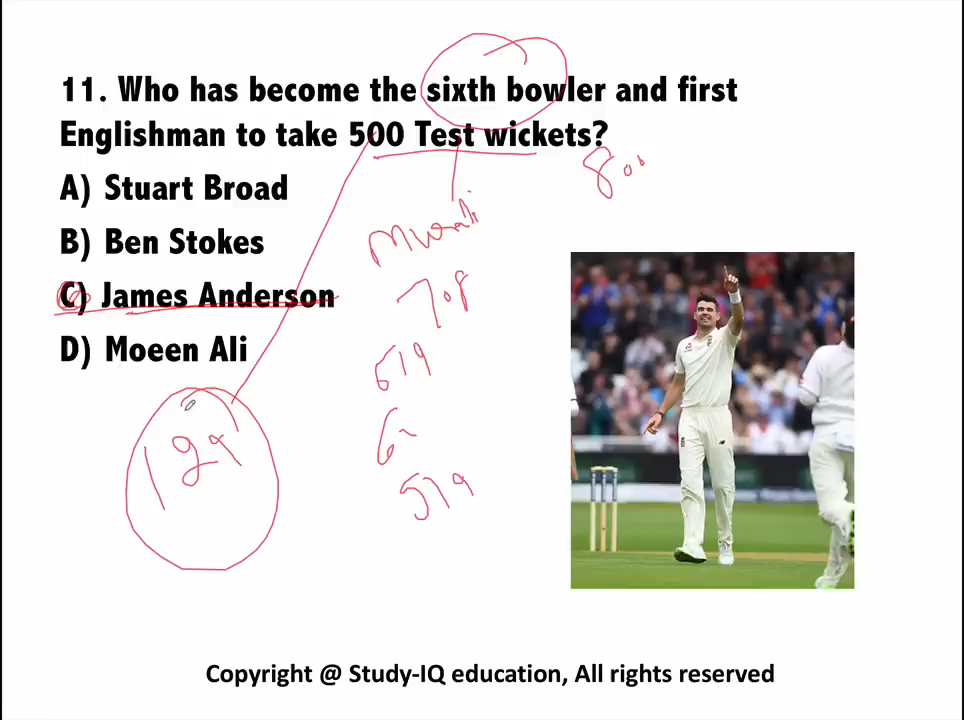 11. Who has become the sixth bowler and first
Englishman to take 500 Test wickets?
A) Stuart Broad
B) Ben Stokes
C) James Anderson
D) Moeen Ali
800
Murali
708
619
519
129
Copyright @ Study-IQ education, All rights reserved